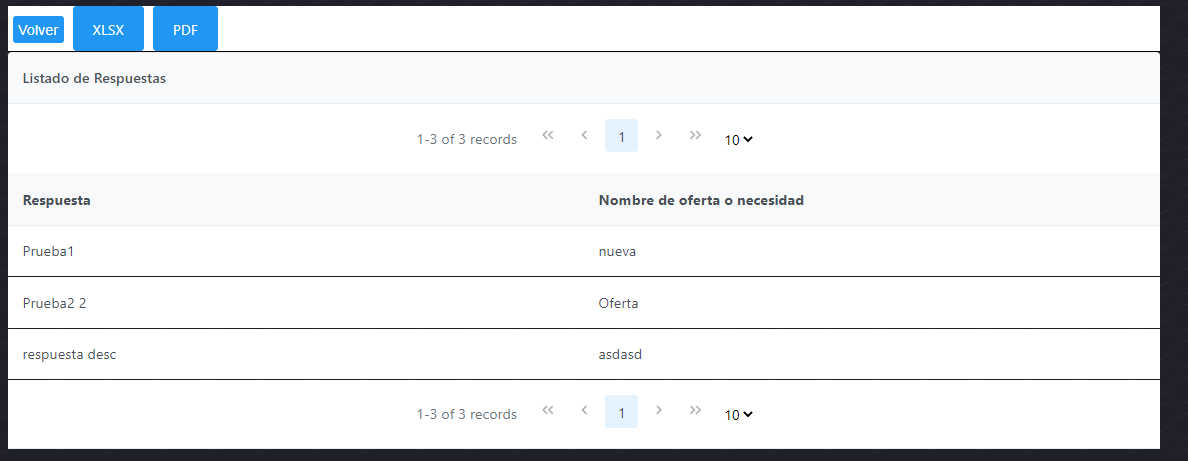 Volver XLSX PDF
Listado de Respuestas
1-3 of 3 records 1 10
Respuesta Nombre de oferta o necesidad
Prueba1 nueva
Prueba2 2 Oferta
respuesta desc asdasd
1-3 of 3 records 1 10